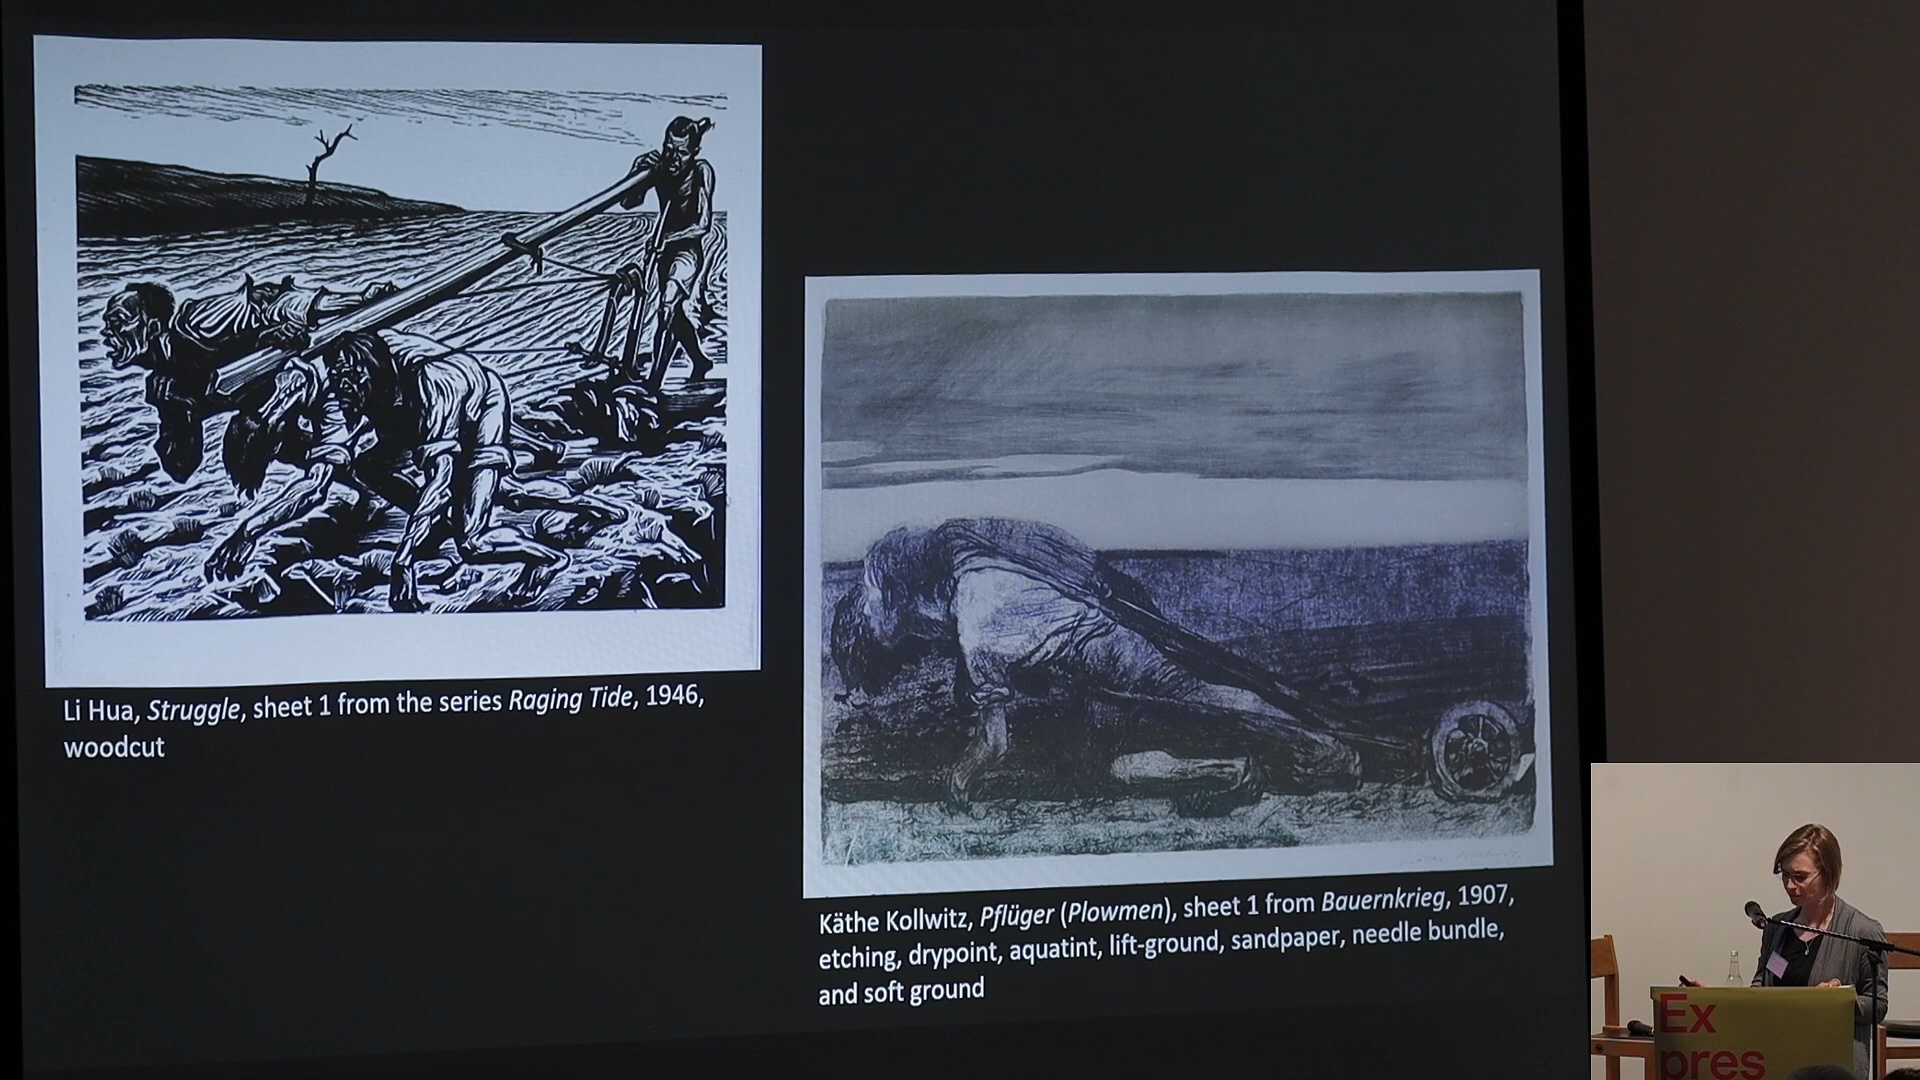 Li Hua, Struggle, sheet 1 from the series Raging Tide, 1946,
woodcut
Käthe Kollwitz, Pflüger (Plowmen), sheet 1 from Bauernkrieg, 1907,
etching, drypoint, aquatint, lift-ground, sandpaper, needle bundle,
and soft ground
Ex
pres